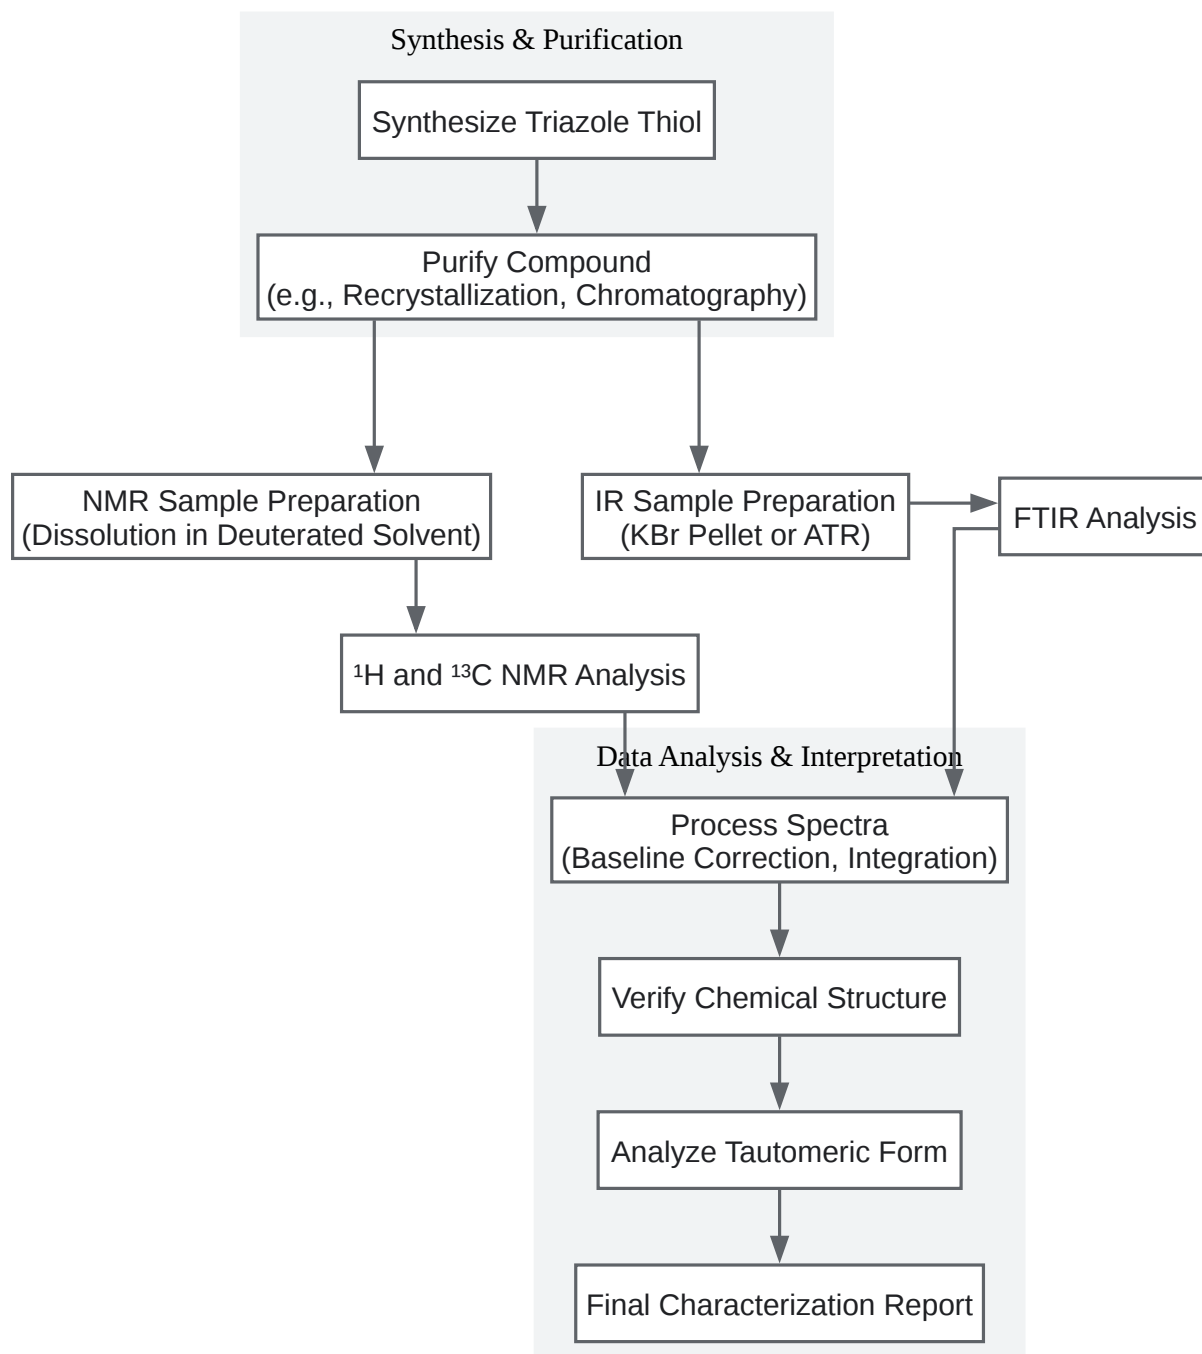 Synthesis & Purification
Synthesize Triazole Thiol
Purify Compound
(e.g., Recrystallization, Chromatography)
NMR Sample Preparation
(Dissolution in Deuterated Solvent)
IR Sample Preparation
(KBr Pellet or ATR)
FTIR Analysis
¹H and ¹³C NMR Analysis
Data Analysis & Interpretation
Process Spectra
(Baseline Correction, Integration)
Verify Chemical Structure
Analyze Tautomeric Form
Final Characterization Report